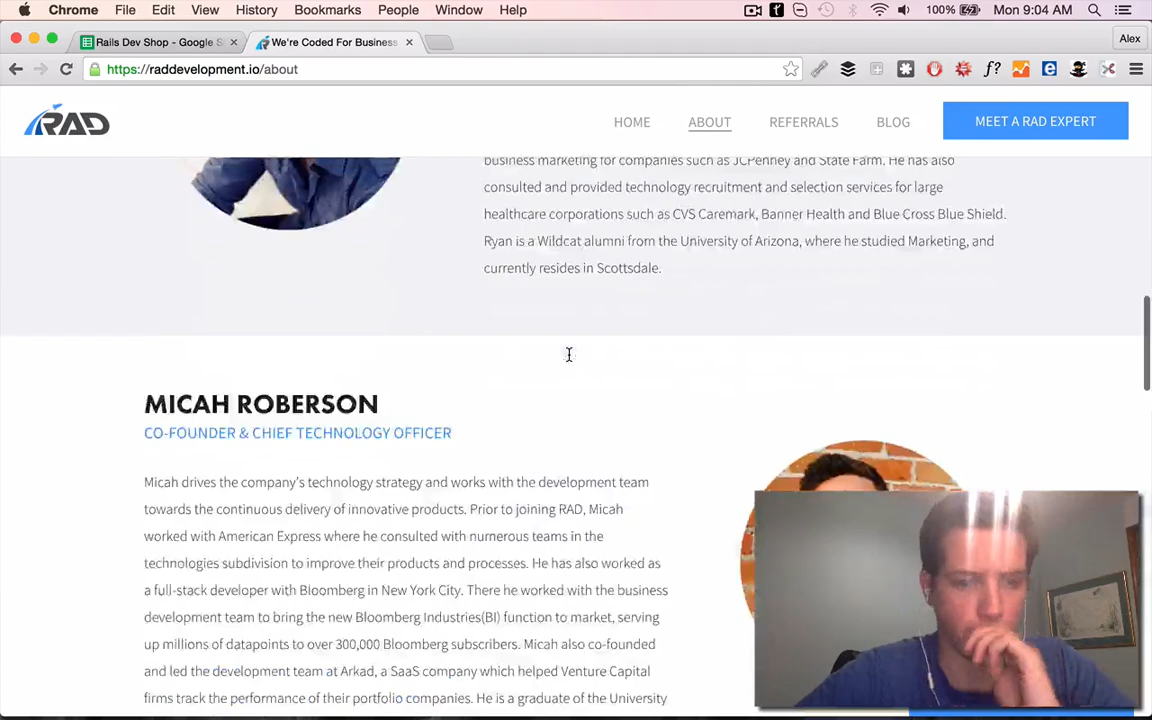 Chrome File Edit View History Bookmarks People Window Help 100% Mon 9:04 AM
Rails Dev Shop - Google S We're Coded For Business Alex
https://raddevelopment.io/about f?
RAD HOME ABOUT REFERRALS BLOG MEET A RAD EXPERT
business marketing for companies such as JCPenney and State Farm. He has also
consulted and provided technology recruitment and selection services for large
healthcare corporations such as CVS Caremark, Banner Health and Blue Cross Blue Shield.
Ryan is a Wildcat alumni from the University of Arizona, where he studied Marketing, and
currently resides in Scottsdale.
MICAH ROBERSON
CO-FOUNDER & CHIEF TECHNOLOGY OFFICER
Micah drives the company's technology strategy and works with the development team
towards the continuous delivery of innovative products. Prior to joining RAD, Micah
worked with American Express where he consulted with numerous teams in the
technologies subdivision to improve their products and processes. He has also worked as
a full-stack developer with Bloomberg in New York City. There he worked with the business
development team to bring the new Bloomberg Industries(BI) function to market, serving
up millions of datapoints to over 300,000 Bloomberg subscribers. Micah also co-founded
and led the development team at Arkad, a SaaS company which helped Venture Capital
firms track the performance of their portfolio companies. He is a graduate of the University